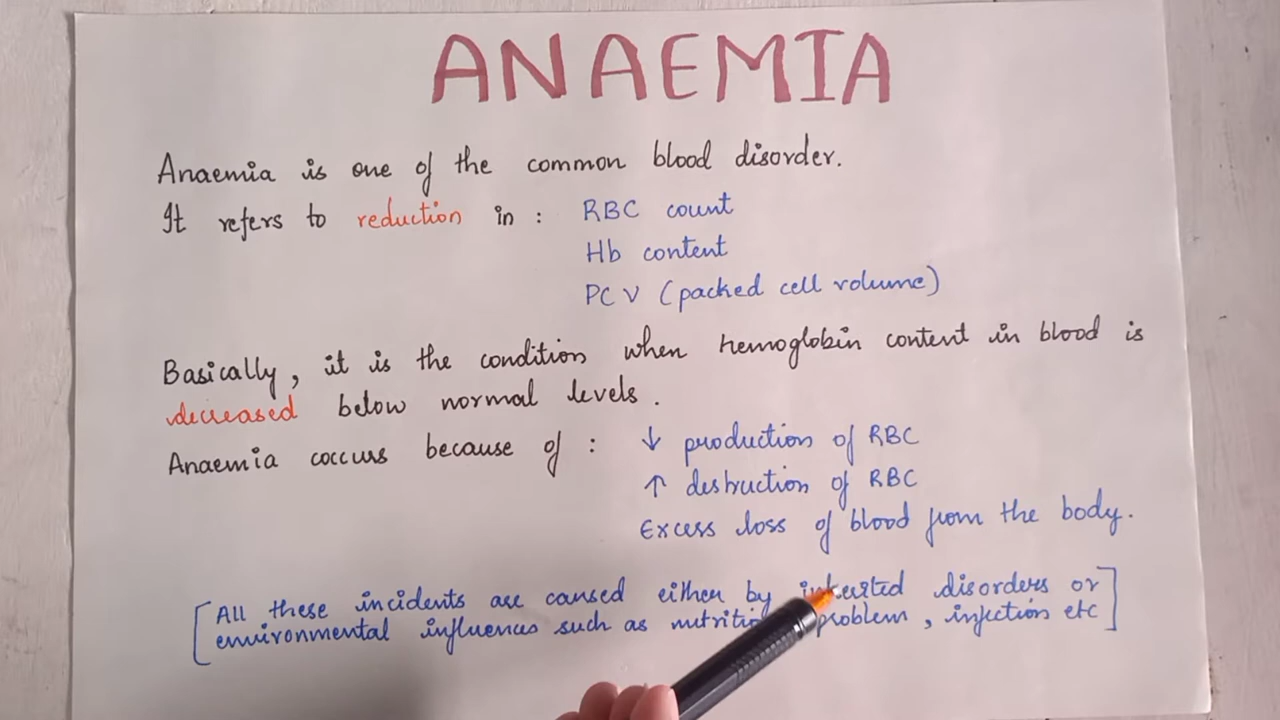 ANAEMIA
Anaemia is one of the common blood disorder.
It refers to reduction in : RBC count
Hb content
PCV (packed cell volume)
Basically, it is the condition when hemoglobin content in blood is
decreased below normal levels.
Anaemia occurs because of : ↓ production of RBC
↑ destruction of RBC
Excess loss of blood from the body.
[All these incidents are caused either by inherited disorders or
environmental influences such as problem, infection etc]